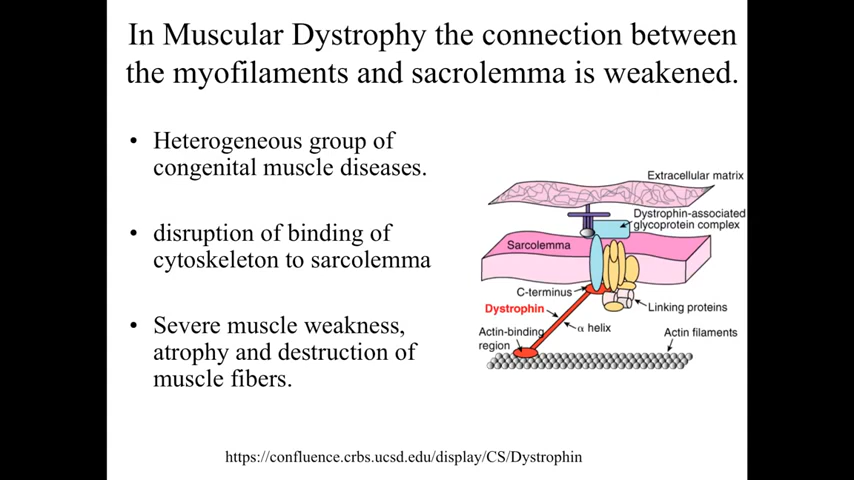 In Muscular Dystrophy the connection between
the myofilaments and sacrolemma is weakened.
• Heterogeneous group of
congenital muscle diseases.
• disruption of binding of
cytoskeleton to sarcolemma
• Severe muscle weakness,
atrophy and destruction of
muscle fibers.
Extracellular matrix
Dystrophin-associated
glycoprotein complex
Sarcolemma
C-terminus
Dystrophin
Linking proteins
α helix
Actin-binding
region
Actin filaments
https://confluence.crbs.ucsd.edu/display/CS/Dystrophin